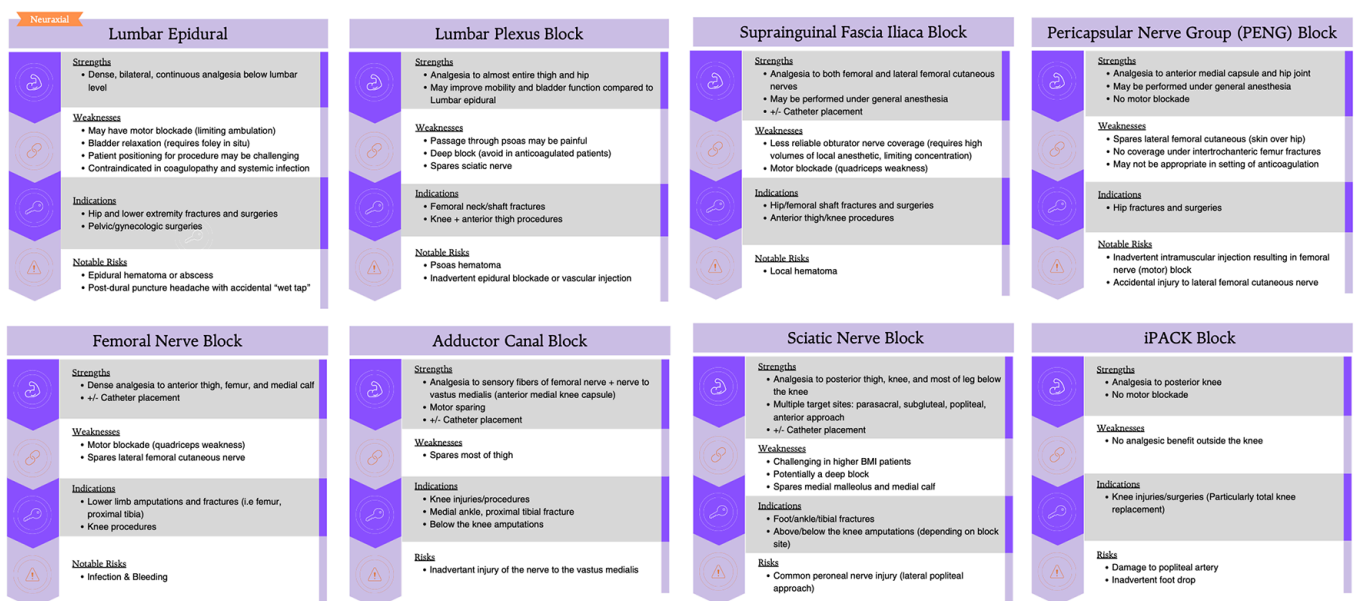 Neuraxial
Lumbar Epidural
Strengths
• Dense, bilateral, continuous analgesia below lumbar
level
Weaknesses
• May have motor blockade (limiting ambulation)
• Bladder relaxation (requires foley in situ)
• Patient positioning for procedure may be challenging
• Contraindicated in coagulopathy and systemic infection
Indications
• Hip and lower extremity fractures and surgeries
• Pelvic/gynecologic surgeries
Notable Risks
• Epidural hematoma or abscess
• Post-dural puncture headache with accidental “wet tap”
Lumbar Plexus Block
Strengths
• Analgesia to almost entire thigh and hip
• May improve mobility and bladder function compared to
Lumbar epidural
Weaknesses
• Passage through psoas may be painful
• Deep block (avoid in anticoagulated patients)
• Spares sciatic nerve
Indications
• Femoral neck/shaft fractures
• Knee + anterior thigh procedures
Notable Risks
• Psoas hematoma
• Inadvertent epidural blockade or vascular injection
Suprainguinal Fascia Iliaca Block
Strengths
• Analgesia to both femoral and lateral femoral cutaneous
nerves
• May be performed under general anesthesia
• +/- Catheter placement
Weaknesses
• Less reliable obturator nerve coverage (requires high
volumes of local anesthetic, limiting concentration)
• Motor blockade (quadriceps weakness)
Indications
• Hip/femoral shaft fractures and surgeries
• Anterior thigh/knee procedures
Notable Risks
• Local hematoma
Pericapsular Nerve Group (PENG) Block
Strengths
• Analgesia to anterior medial capsule and hip joint
• May be performed under general anesthesia
• No motor blockade
Weaknesses
• Spares lateral femoral cutaneous (skin over hip)
• No coverage under intertrochanteric femur fractures
• May not be appropriate in setting of anticoagulation
Indications
• Hip fractures and surgeries
Notable Risks
• Inadvertent intramuscular injection resulting in femoral
nerve (motor) block
• Accidental injury to lateral femoral cutaneous nerve
Femoral Nerve Block
Strengths
• Dense analgesia to anterior thigh, femur, and medial calf
• +/- Catheter placement
Weaknesses
• Motor blockade (quadriceps weakness)
• Spares lateral femoral cutaneous nerve
Indications
• Lower limb amputations and fractures (i.e femur,
proximal tibia)
• Knee procedures
Notable Risks
• Infection & Bleeding
Adductor Canal Block
Strengths
• Analgesia to sensory fibers of femoral nerve + nerve to
vastus medialis (anterior medial knee capsule)
• Motor sparing
• +/- Catheter placement
Weaknesses
• Spares most of thigh
Indications
• Knee injuries/procedures
• Medial ankle, proximal tibial fracture
• Below the knee amputations
Risks
• Inadvertant injury of the nerve to the vastus medialis
Sciatic Nerve Block
Strengths
• Analgesia to posterior thigh, knee, and most of leg below
the knee
• Multiple target sites: parasacral, subgluteal, popliteal,
anterior approach
• +/- Catheter placement
Weaknesses
• Challenging in higher BMI patients
• Potentially a deep block
• Spares medial malleolus and medial calf
Indications
• Foot/ankle/tibial fractures
• Above/below the knee amputations (depending on block
site)
Risks
• Common peroneal nerve injury (lateral popliteal
approach)
iPACK Block
Strengths
• Analgesia to posterior knee
• No motor blockade
Weaknesses
• No analgesic benefit outside the knee
Indications
• Knee injuries/surgeries (Particularly total knee
replacement)
Risks
• Damage to popliteal artery
• Inadvertent foot drop